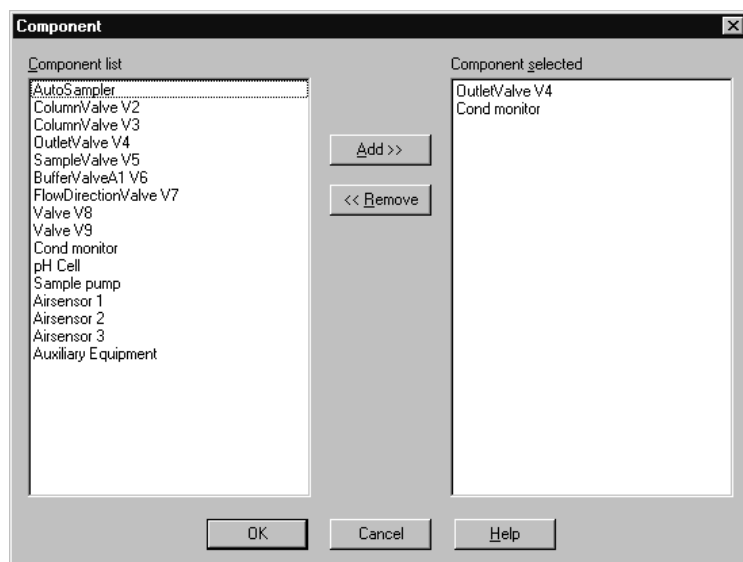 Component
Component list
AutoSampler
ColumnValve V2
ColumnValve V3
OutletValve V4
SampleValve V5
BufferValveA1 V6
FlowDirectionValve V7
Valve V8
Valve V9
Cond monitor
pH Cell
Sample pump
Airsensor 1
Airsensor 2
Airsensor 3
Auxiliary Equipment
Add >>
<< Remove
Component selected
OutletValve V4
Cond monitor
OK
Cancel
Help